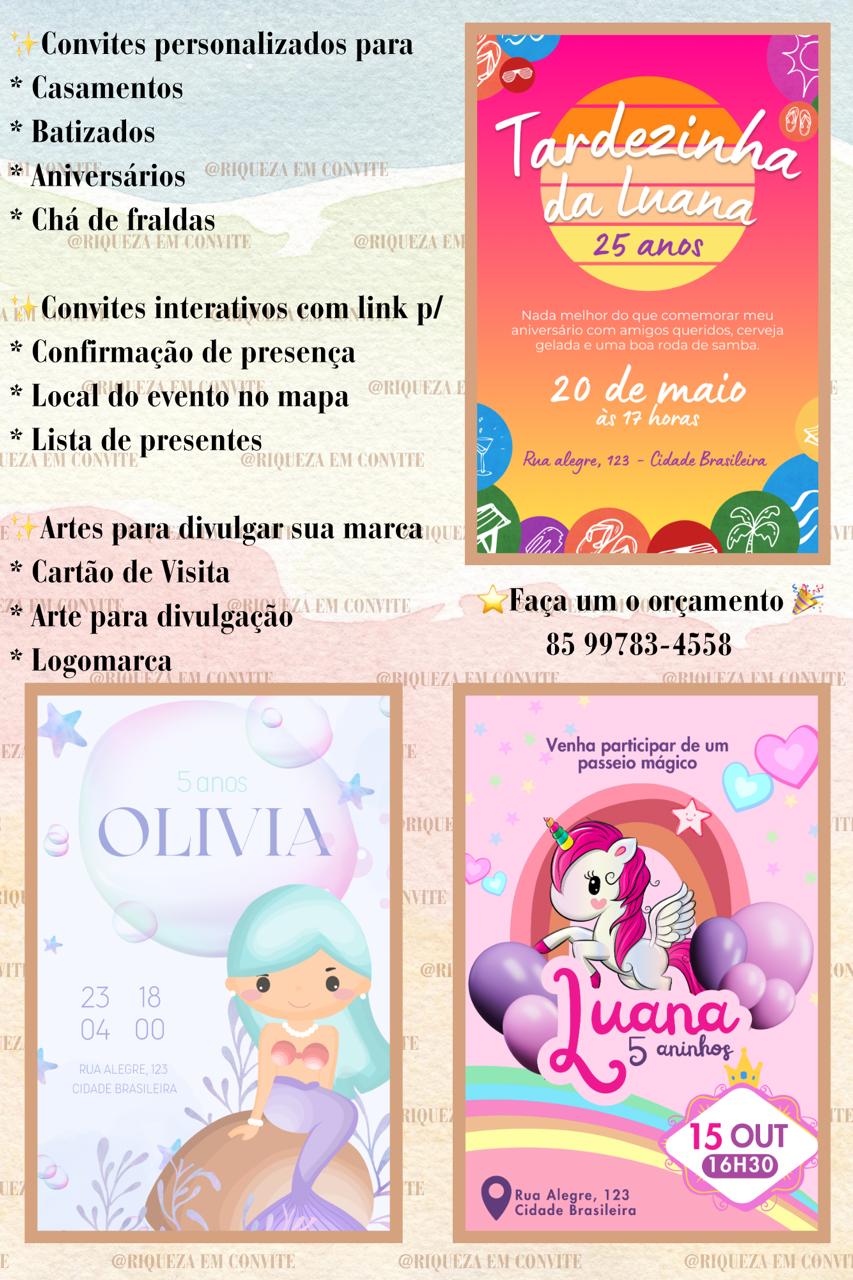 ✨Convites personalizados para
* Casamentos
* Batizados
* Aniversários
* Chá de fraldas
✨Convites interativos com link p/
* Confirmação de presença
* Local do evento no mapa
* Lista de presentes
✨Artes para divulgar sua marca
* Cartão de Visita
* Arte para divulgação
* Logomarca
Tardezinha
da Luana
25 anos
Nada melhor do que comemorar meu
aniversário com amigos queridos, cerveja
gelada e uma boa roda de samba.
20 de maio
às 17 horas
Rua alegre, 123 - Cidade Brasileira
⭐Faça um o orçamento 🎉
85 99783-4558
5 anos
OLIVIA
23 18
04 00
RUA ALEGRE, 123
CIDADE BRASILEIRA
Venha participar de um
passeio mágico
Luana
5 aninhos
15 OUT
16H30
Rua Alegre, 123
Cidade Brasileira
@RIQUEZA EM CONVITE